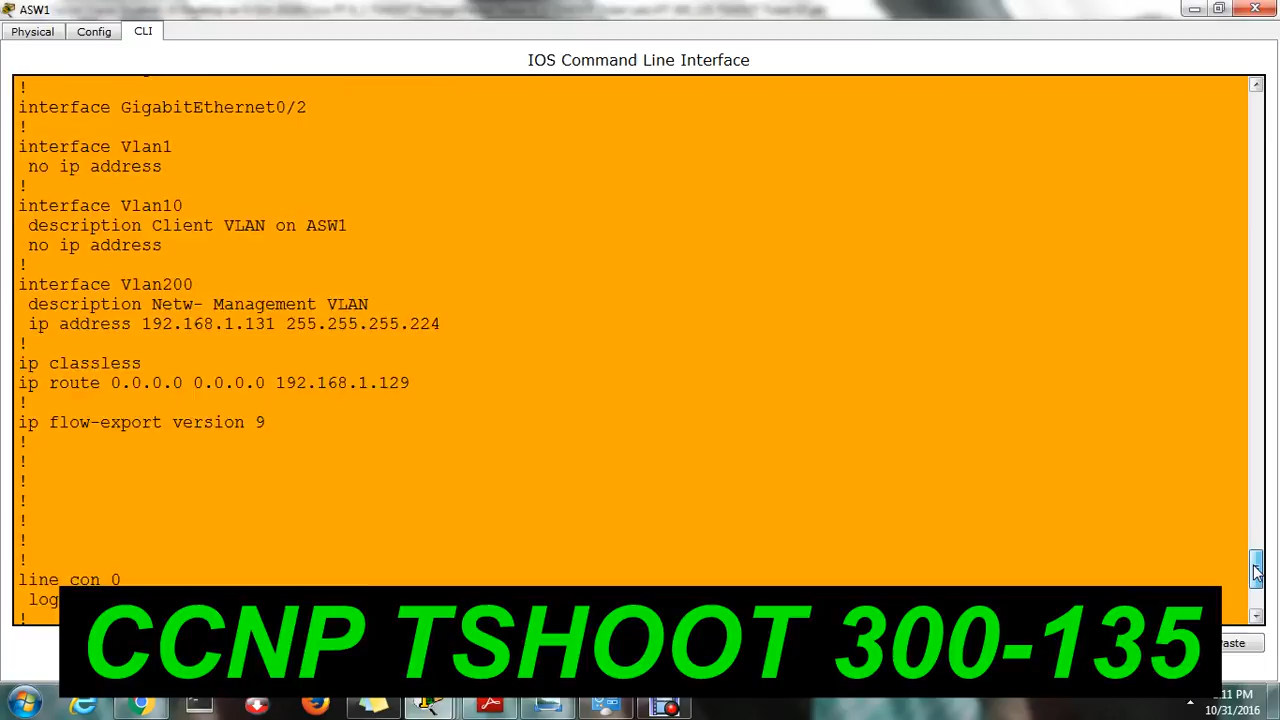 ASW1
Physical
Config
CLI
IOS Command Line Interface
!
interface GigabitEthernet0/2
!
interface Vlan1
 no ip address
!
interface Vlan10
 description Client VLAN on ASW1
 no ip address
!
interface Vlan200
 description Netw- Management VLAN
 ip address 192.168.1.131 255.255.255.224
!
ip classless
ip route 0.0.0.0 0.0.0.0 192.168.1.129
!
ip flow-export version 9
!
!
!
!
!
!
!
line con 0
 log
!
CCNP TSHOOT 300-135
10/31/2016